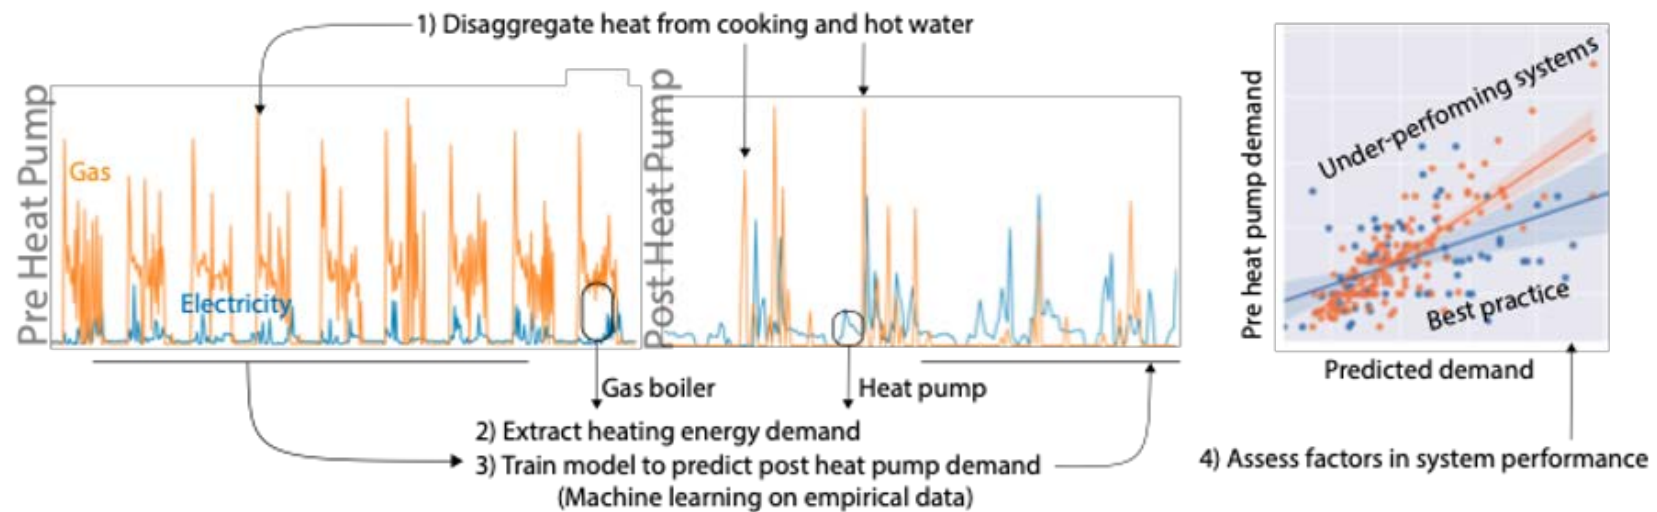 1) Disaggregate heat from cooking and hot water
Pre Heat Pump
Gas
Electricity
Post Heat Pump
Gas boiler
Heat pump
2) Extract heating energy demand
3) Train model to predict post heat pump demand
(Machine learning on empirical data)
Pre heat pump demand
Under-performing systems
Best practice
Predicted demand
4) Assess factors in system performance